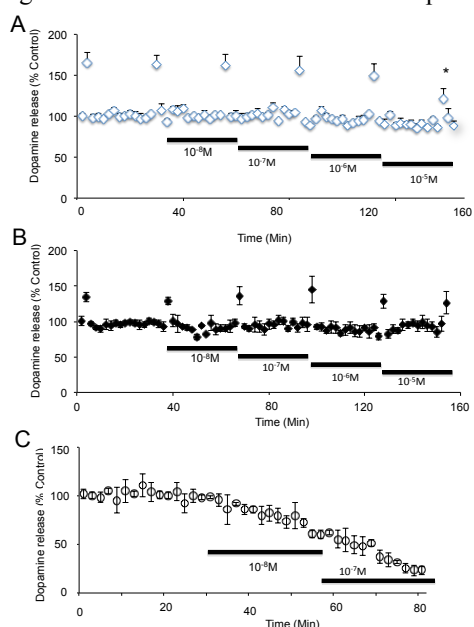 A
200
150
100
50
0
Dopamine release (% Control)
*
10-8M
10-7M
10-6M
10-5M
0 40 80 120 160
Time (Min)
B
200
150
100
50
0
Dopamine release (% Control)
10-8M
10-7M
10-6M
10-5M
0 40 80 120 160
Time (Min)
C
150
100
50
0
Dopamine release (% Control)
10-8M
10-7M
0 20 40 60 80
Time (Min)